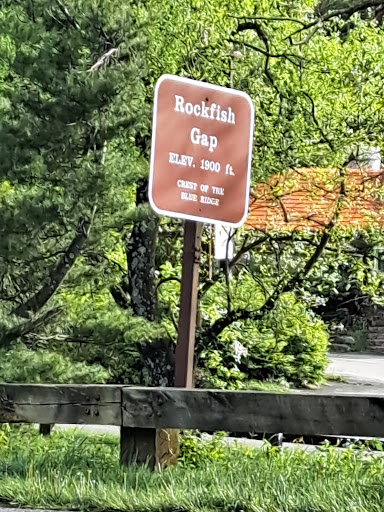 Rockfish
Gap
ELEV. 1900 ft.
CREST OF THE
BLUE RIDGE